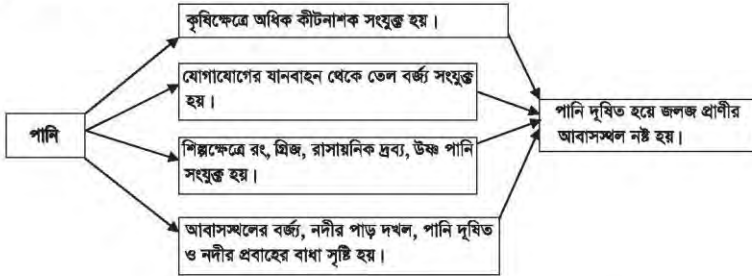 কৃষিক্ষেত্রে অধিক কীটনাশক সংযুক্ত হয়।
যোগাযোগের যানবাহন থেকে তেল বর্জ্য সংযুক্ত
হয়।
পানি
শিল্পক্ষেত্রে রং, গ্রিজ, রাসায়নিক দ্রব্য, উষ্ণ পানি
সংযুক্ত হয়।
আবাসস্থলের বর্জ্য, নদীর পাড় দখল, পানি দূষিত
ও নদীর প্রবাহের বাধা সৃষ্টি হয়।
পানি দূষিত হয়ে জলজ প্রাণীর
আবাসস্থল নষ্ট হয়।